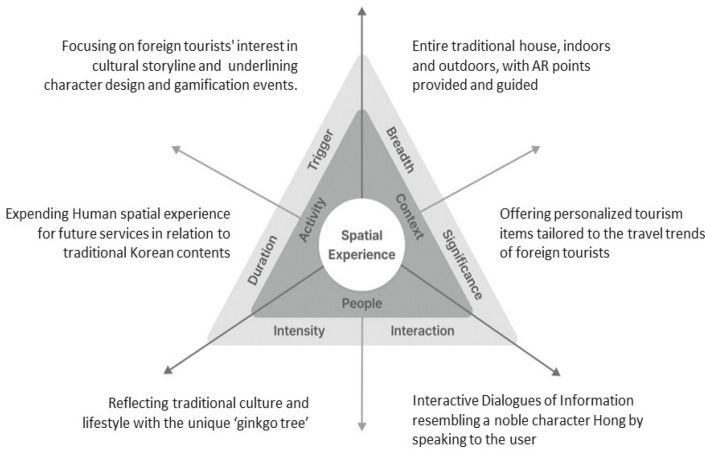 Focusing on foreign tourists' interest in
cultural storyline and underlining
character design and gamification events.
Entire traditional house, indoors
and outdoors, with AR points
provided and guided
Trigger
Breadth
Activity
Context
Expending Human spatial experience
for future services in relation to
traditional Korean contents
Spatial
Experience
Offering personalized tourism
items tailored to the travel trends
of foreign tourists
Duration
Significance
People
Intensity
Interaction
Reflecting traditional culture and
lifestyle with the unique ‘ginkgo tree’
Interactive Dialogues of Information
resembling a noble character Hong by
speaking to the user